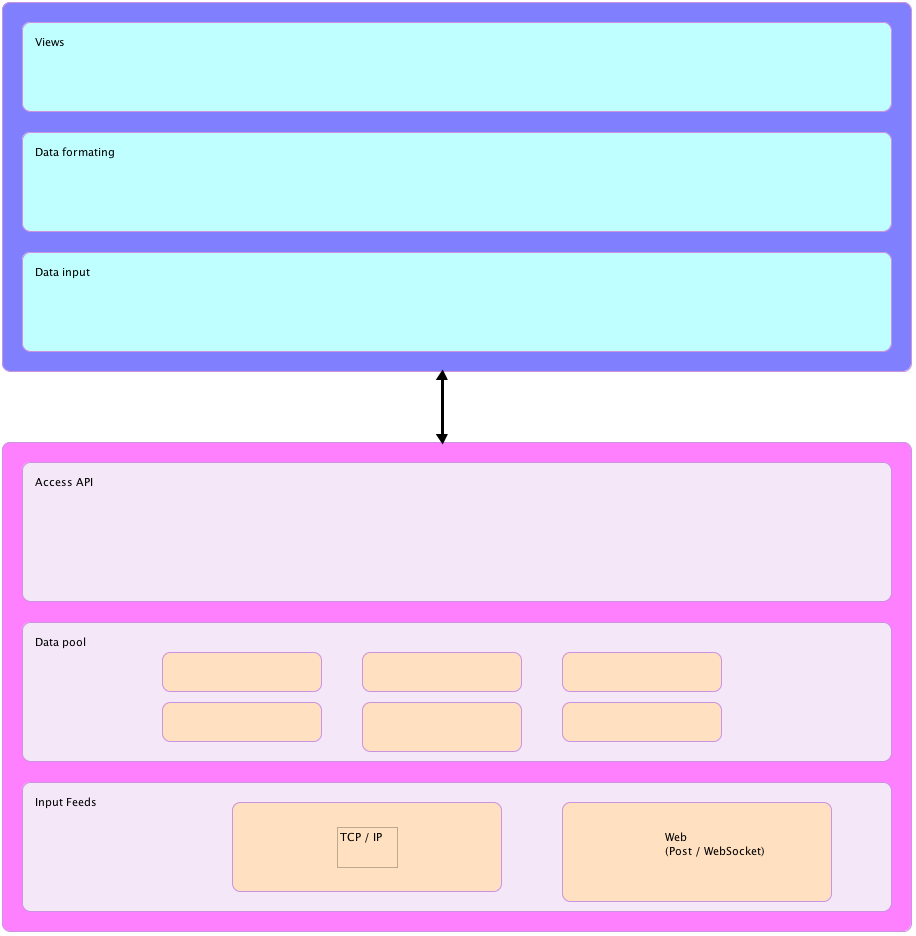 Views
Data formating
Data input
Access API
Data pool
Input Feeds
TCP / IP
Web
(Post / WebSocket)